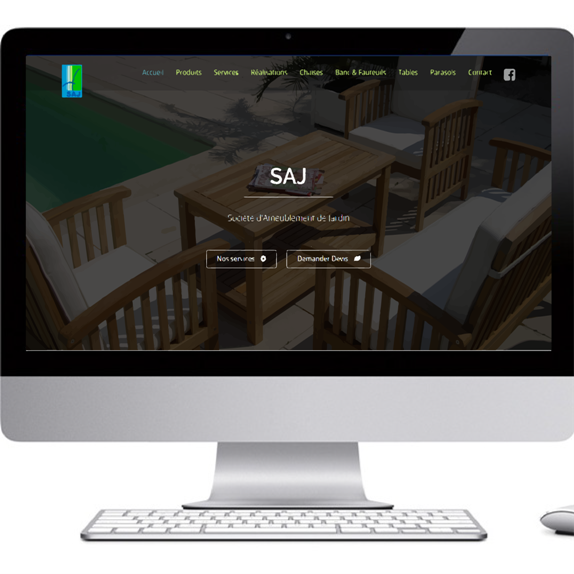 SAJ
Accueil Produits Services Réalisations Chaises Banc & Fauteuils Tables Parasols Contact
SAJ
Société d'Ameublement de Jardin
Nos services
Demander Devis